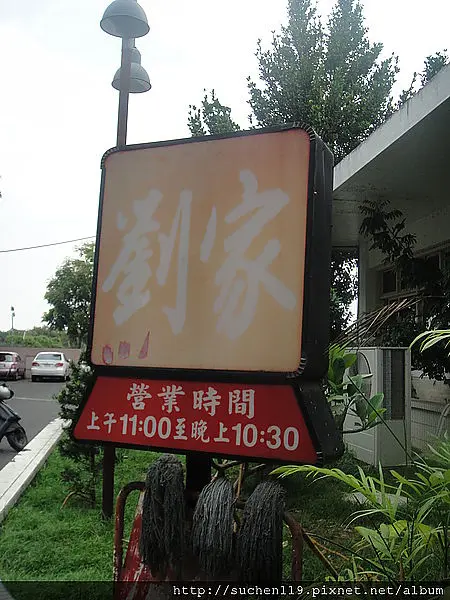 劉家
營業時間
上午11:00至晚上10:30
http://suchen119.pixnet.net/album